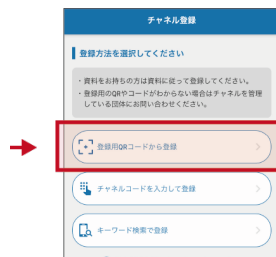 チャネル登録
登録方法を選択してください
・資料をお持ちの方は資料に従って登録してください。
・登録用のQRやコードがわからない場合はチャネルを管理
している団体にお問い合わせください。
登録用QRコードから登録
チャネルコードを入力して登録
キーワード検索で登録